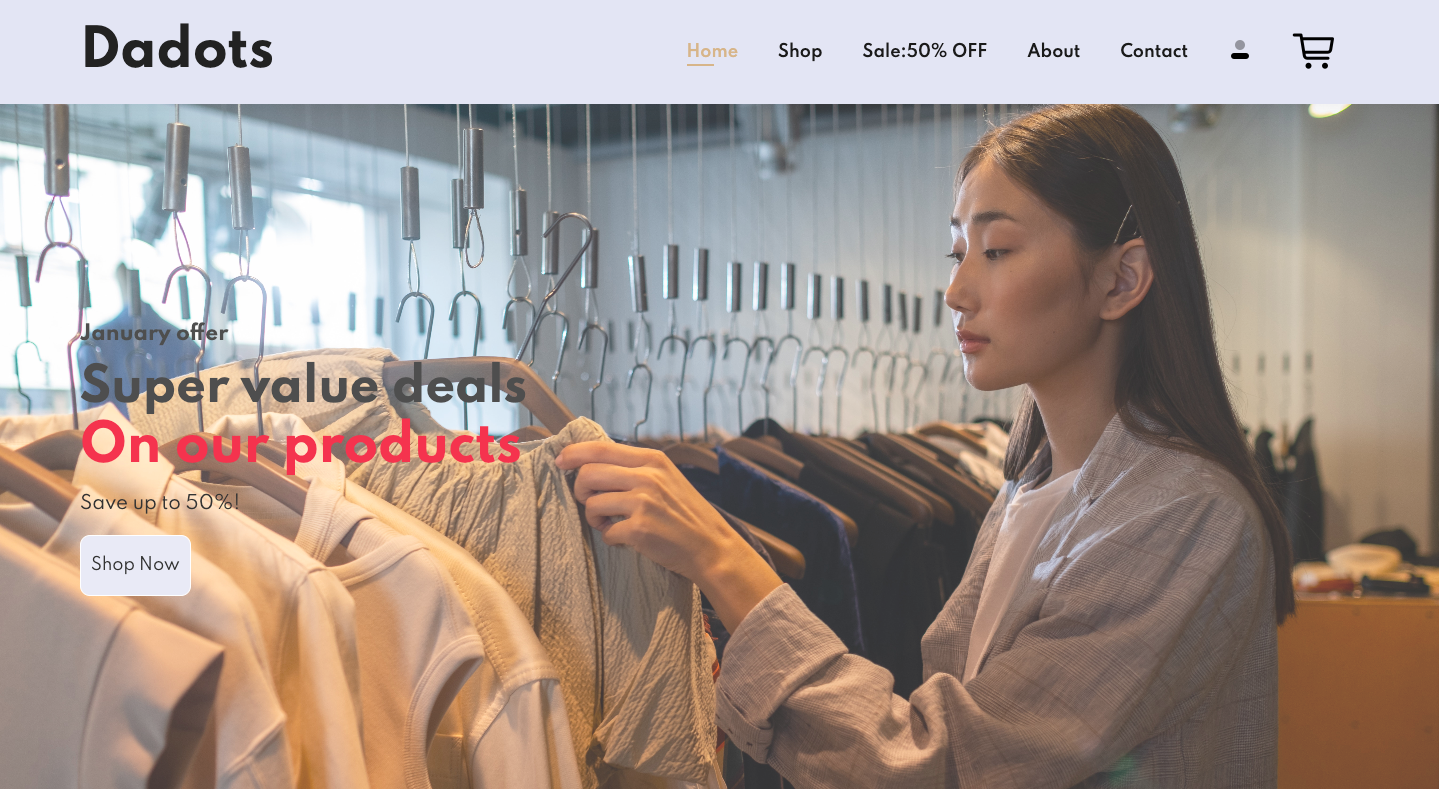 Dadots
Home Shop Sale:50% OFF About Contact
January offer
Super value deals
On our products
Save up to 50%!
Shop Now